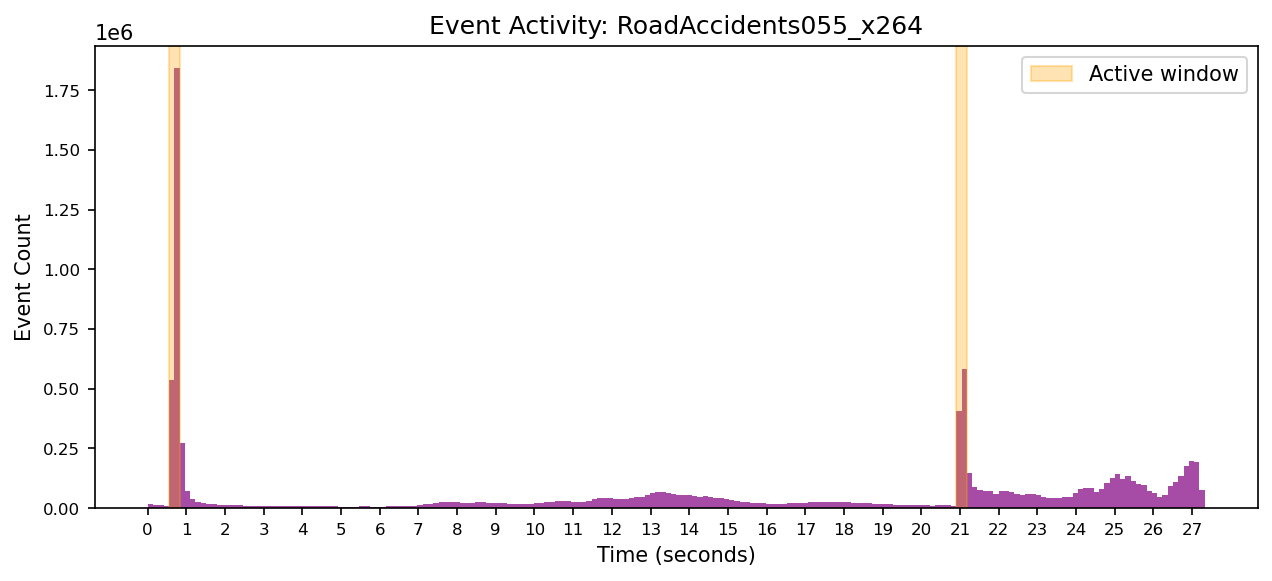 Event Activity: RoadAccidents055_x264
1e6
Active window
1.75
1.50
1.25
1.00
0.75
0.50
0.25
0.00
Event Count
0 1 2 3 4 5 6 7 8 9 10 11 12 13 14 15 16 17 18 19 20 21 22 23 24 25 26 27
Time (seconds)